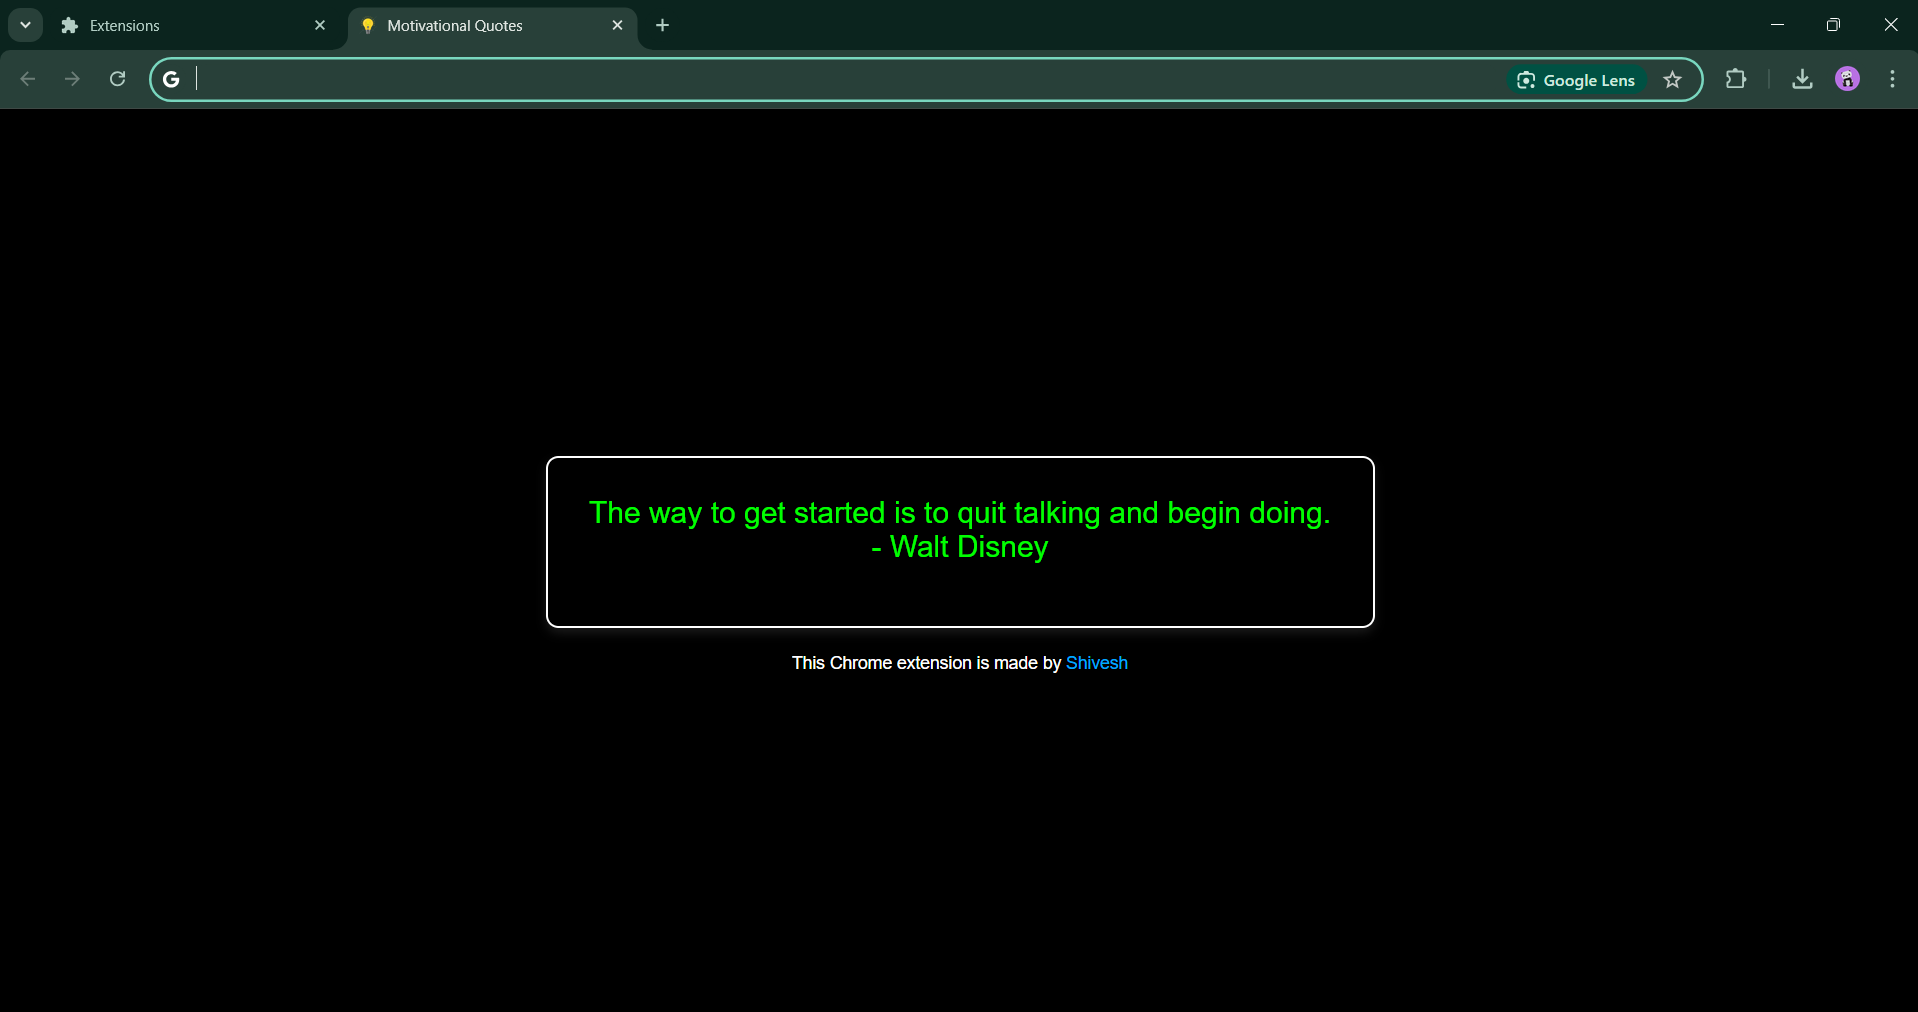 Extensions
Motivational Quotes
Google Lens
The way to get started is to quit talking and begin doing.
- Walt Disney
This Chrome extension is made by Shivesh